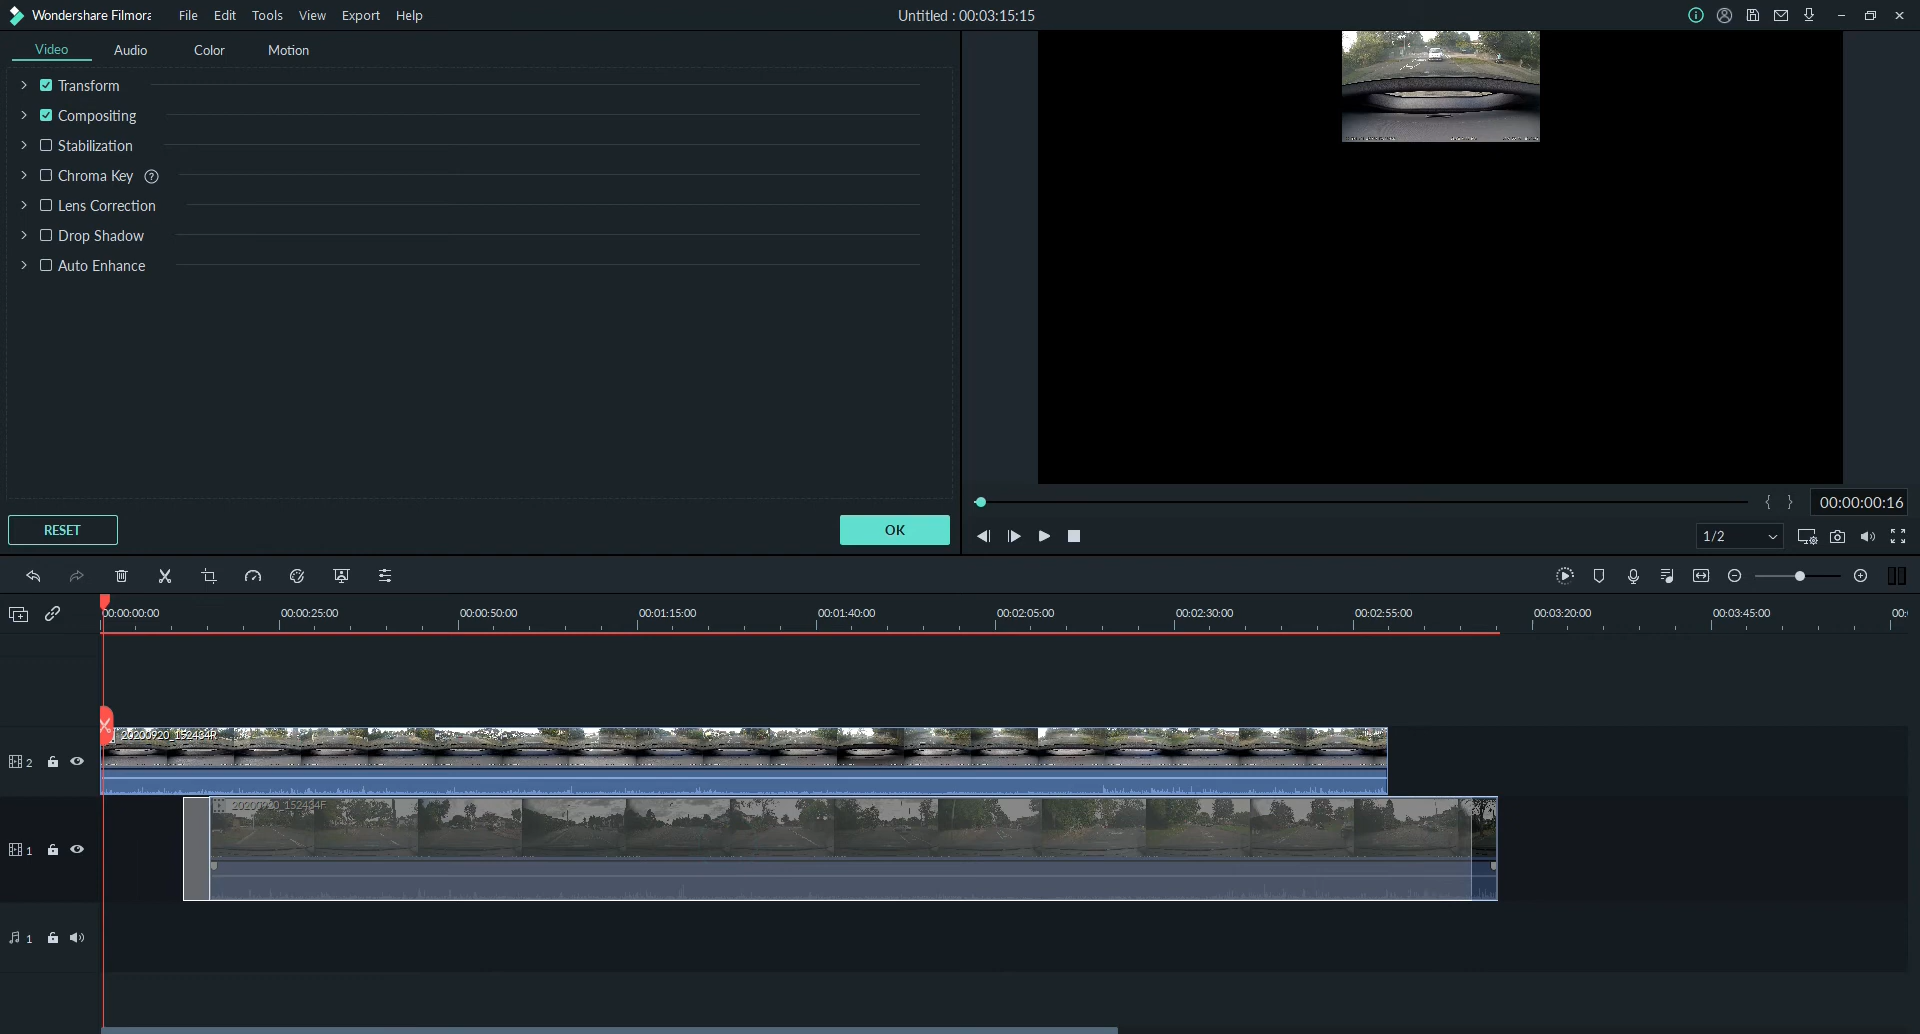 Wondershare Filmora File Edit Tools View Export Help Untitled : 00:03:15:15
Video Audio Color Motion
Transform
Compositing
Stabilization
Chroma Key ?
Lens Correction
Drop Shadow
Auto Enhance
{ } 00:00:00:16
RESET OK
1/2
00:00:00:00 00:00:25:00 00:00:50:00 00:01:15:00 00:01:40:00 00:02:05:00 00:02:30:00 00:02:55:00 00:03:20:00 00:03:45:00 00:
20200920_152434R
2
20200920_152434F
1
1